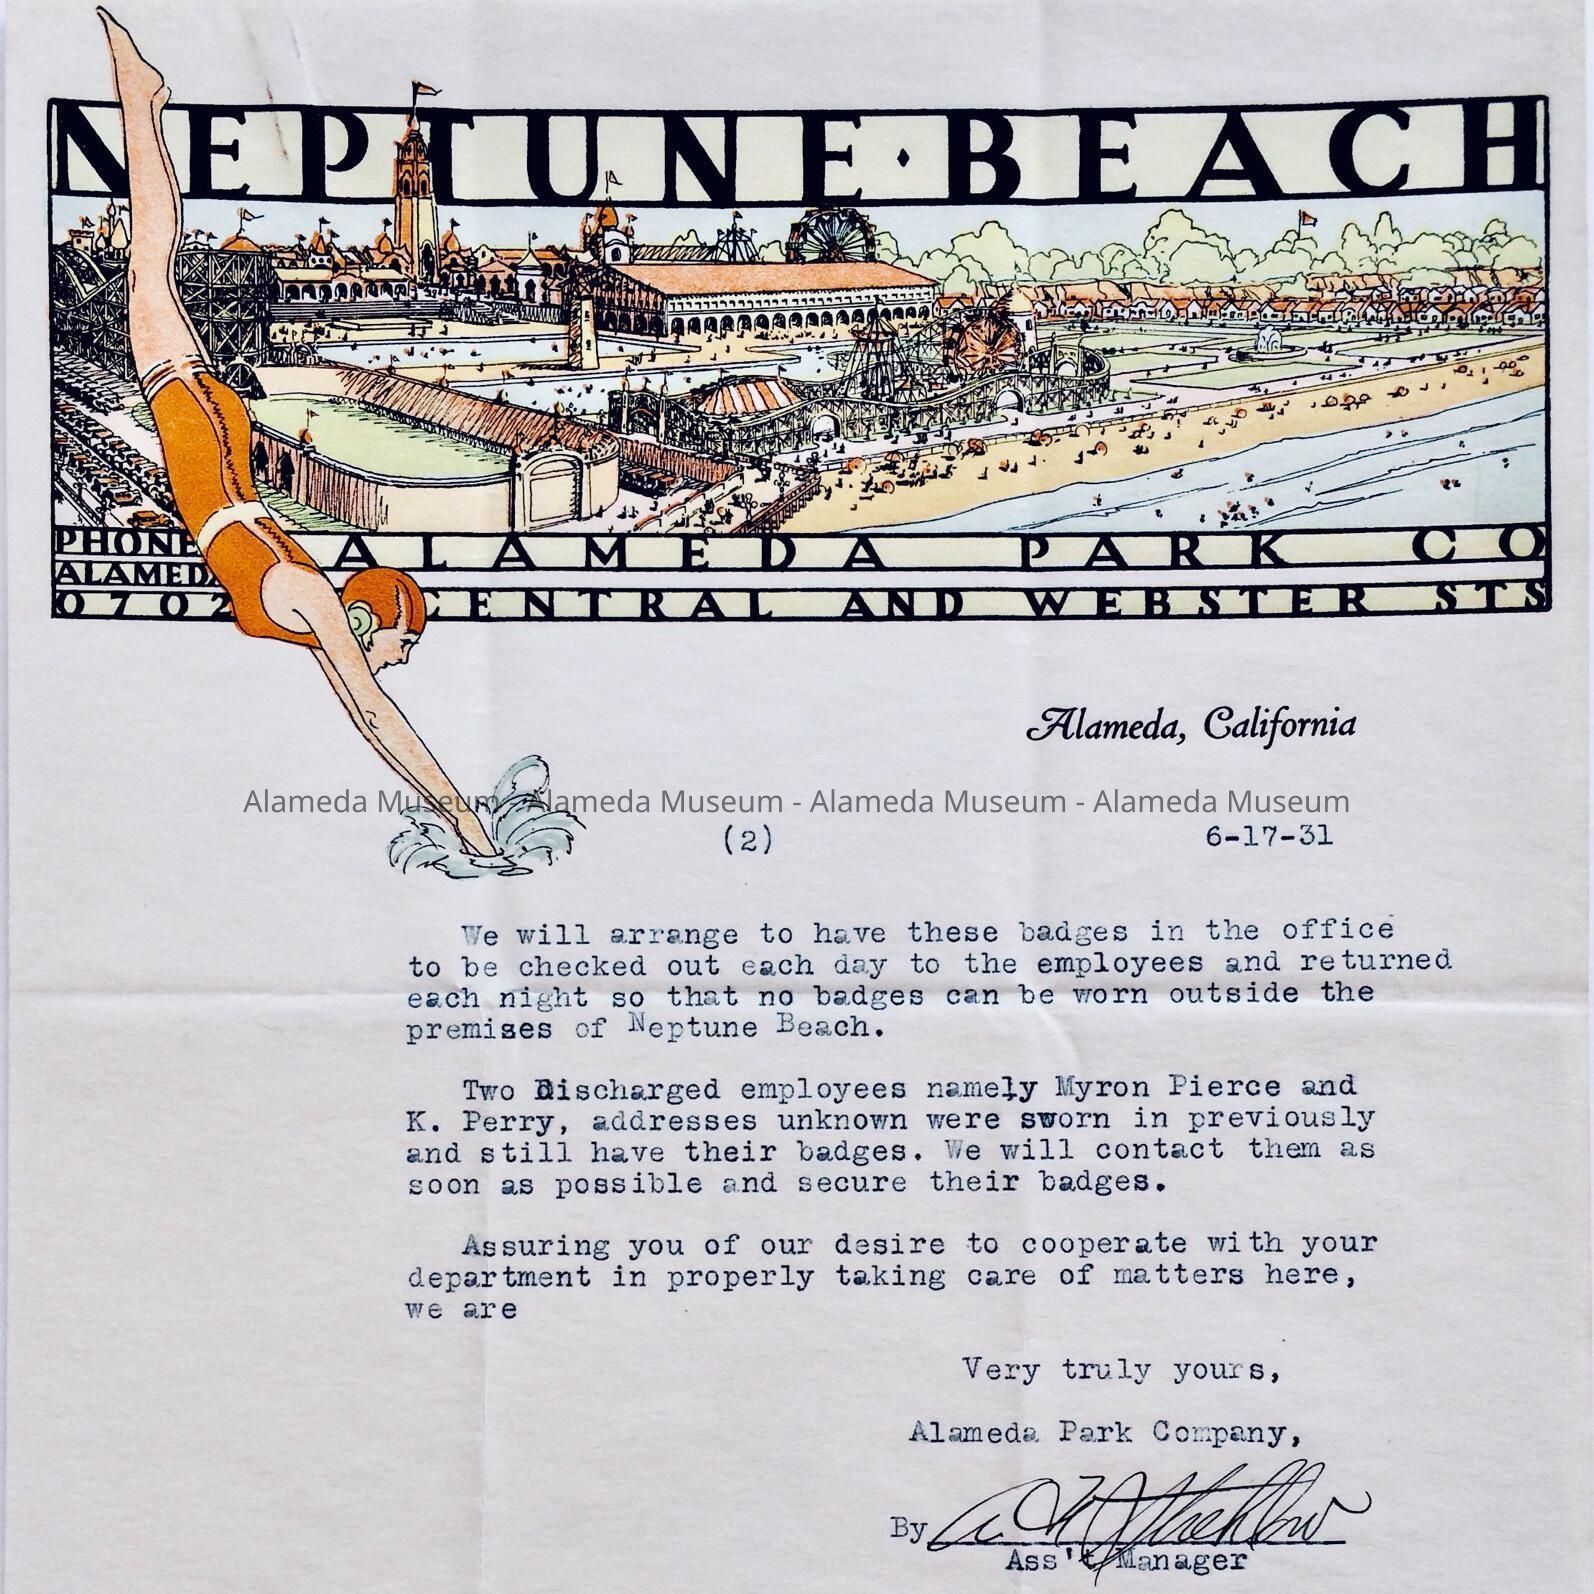 NEPTUNE·BEACH
PHONE
ALAMEDA
0702
ALAMEDA PARK CO
CENTRAL AND WEBSTER STS
Alameda, California
Alameda Museum - Alameda Museum - Alameda Museum - Alameda Museum
(2) 6-17-31
We will arrange to have these badges in the office
to be checked out each day to the employees and returned
each night so that no badges can be worn outside the
premises of Neptune Beach.
Two Discharged employees namely Myron Pierce and
K. Perry, addresses unknown were sworn in previously
and still have their badges. We will contact them as
soon as possible and secure their badges.
Assuring you of our desire to cooperate with your
department in properly taking care of matters here,
we are
Very truly yours,
Alameda Park Company,
By
Ass't Manager